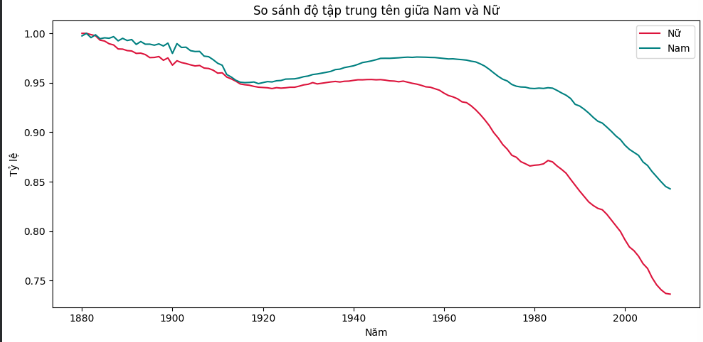 So sánh độ tập trung tên giữa Nam và Nữ
Nữ
Nam
Tỷ lệ
1.00
0.95
0.90
0.85
0.80
0.75
1880 1900 1920 1940 1960 1980 2000
Năm